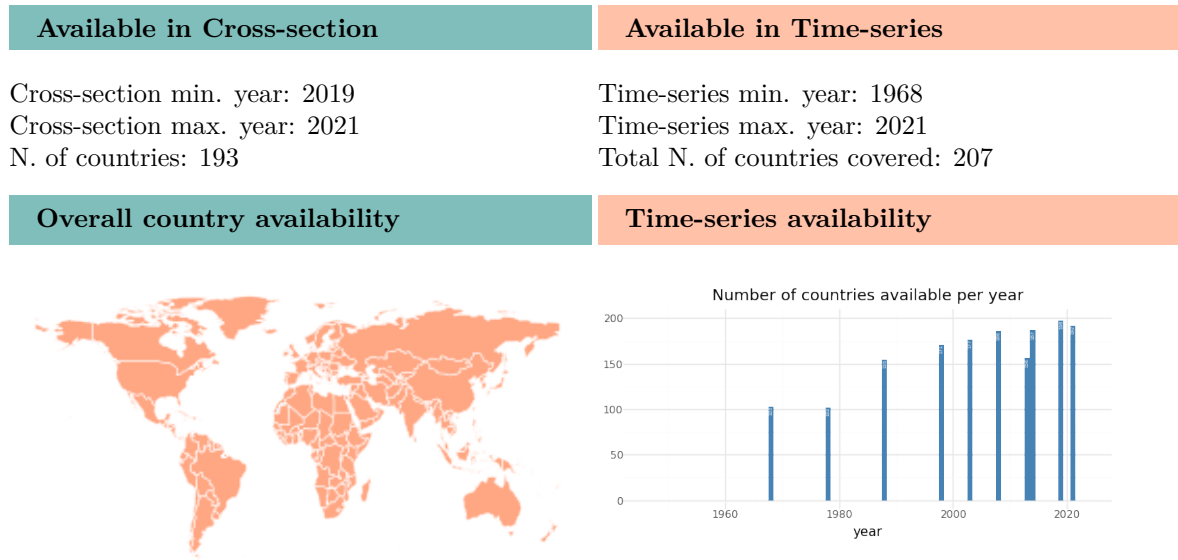 Available in Cross-section
Available in Time-series
Cross-section min. year: 2019
Cross-section max. year: 2021
N. of countries: 193
Time-series min. year: 1968
Time-series max. year: 2021
Total N. of countries covered: 207
Overall country availability
Time-series availability
Number of countries available per year
200
150
100
50
0
1960
1980
2000
2020
year